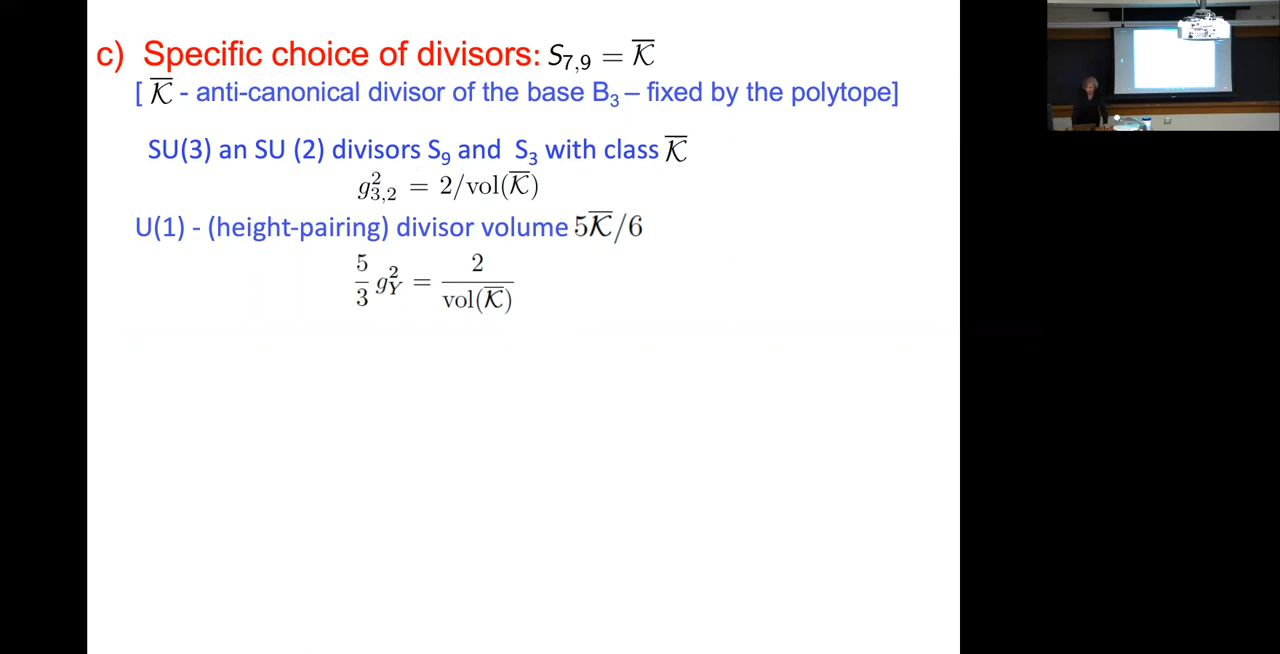 c) Specific choice of divisors: S₇,₉ = K̅
[ K̅ - anti-canonical divisor of the base B₃ – fixed by the polytope]
SU(3) an SU (2) divisors S₉ and S₃ with class K̅
g²₃,₂ = 2/vol(K̅)
U(1) - (height-pairing) divisor volume 5K̅/6
5/3 g²_Y = 2/vol(K̅)